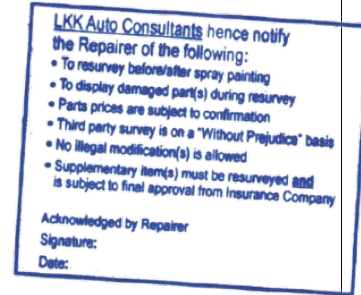 LKK Auto Consultants hence notify
the Repairer of the following:
• To resurvey before/after spray painting
• To display damaged part(s) during resurvey
• Parts prices are subject to confirmation
• Third party survey is on a "Without Prejudice" basis
• No illegal modification(s) is allowed
• Supplementary item(s) must be resurveyed and
is subject to final approval from Insurance Company
Acknowledged by Repairer
Signature:
Date: